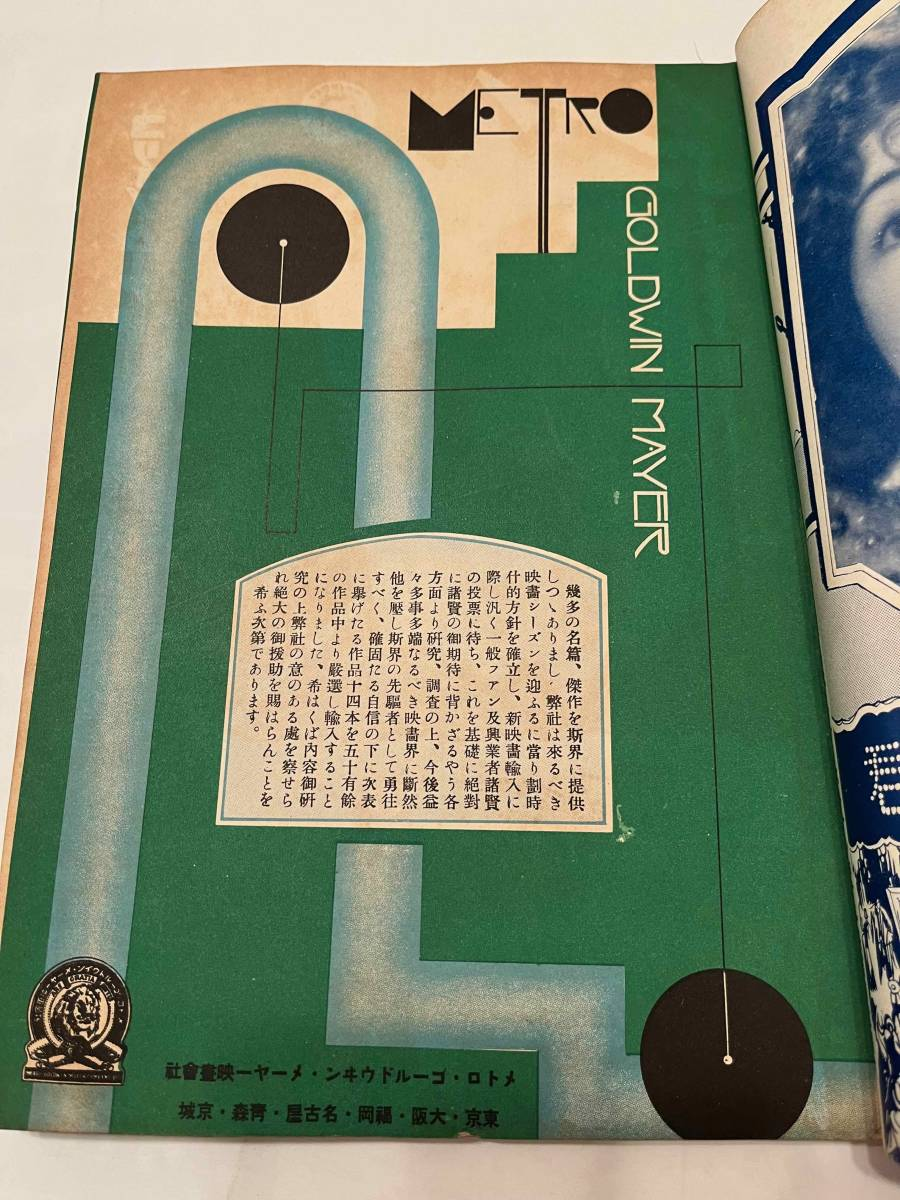 METRO
GOLDWIN MAYER
幾多の名篇、傑作を斯界に提供
しつゝありまし 弊社は來るべき
映畵シーズンを迎ふるに當り劃時
什的方針を確立し、新映畵輸入に
際し汎く一般ファン及興業者諸賢
の投票に待ち、これを基礎に絕對
に諸賢の御期待に背かざるやう各
方面より硏究、調査の上、今後益
々多事多端なるべき映畵界に斷然
他を壓し斯界の先驅者として勇往
すべく、確固たる自信の下に次表
に擧げたる作品十四本を五十有餘
の作品中より嚴選し輸入すること
になりました、希はくば內容御硏
究の上弊社の意のある處を察せら
れ絕大の御援助を賜はらんことを
希ふ次第であります。
GRATIA
社會畫映ーヤーメ・ンヰウドルーゴ・ロトメ
城京・森靑・屋古名・岡福・阪大・京東